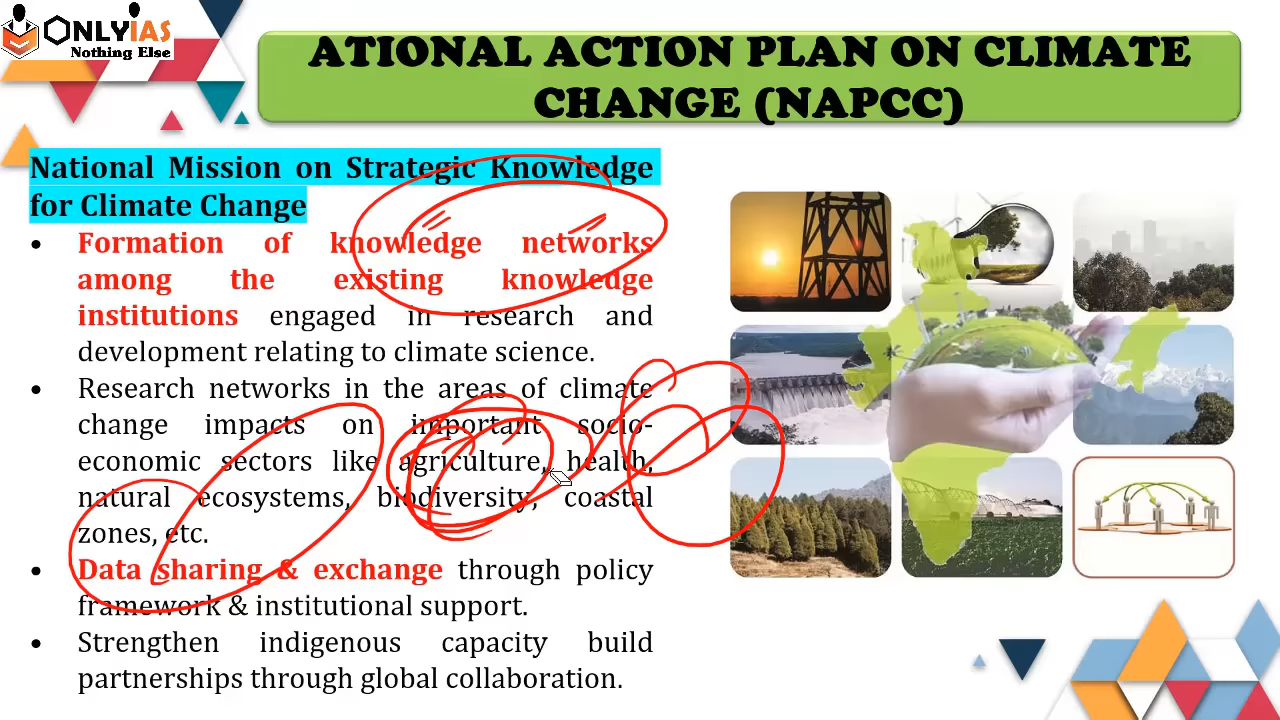 ONLYIAS
Nothing Else
ATIONAL ACTION PLAN ON CLIMATE
CHANGE (NAPCC)
National Mission on Strategic Knowledge
for Climate Change
• Formation of knowledge networks
among the existing knowledge
institutions engaged in research and
development relating to climate science.
• Research networks in the areas of climate
change impacts on important socio-
economic sectors like agriculture, health,
natural ecosystems, biodiversity, coastal
zones, etc.
• Data sharing & exchange through policy
framework & institutional support.
• Strengthen indigenous capacity build
partnerships through global collaboration.